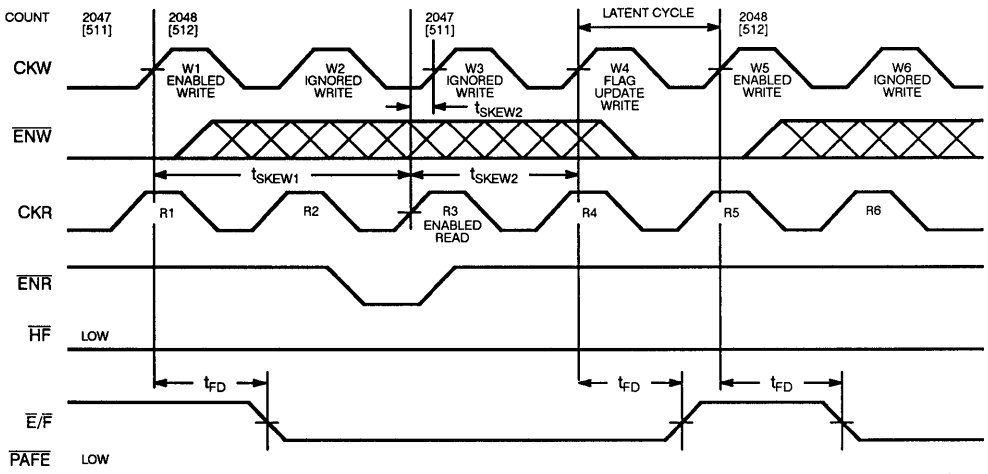 COUNT 2047 2048 2047 LATENT CYCLE 2048
[511] [512] [511] [512]
CKW W1 W2 W3 W4 W5 W6
ENABLED WRITE IGNORED WRITE IGNORED WRITE FLAG UPDATE WRITE ENABLED WRITE IGNORED WRITE
tSKEW2
ENW
tSKEW1 tSKEW2
CKR R1 R2 R3 R4 R5 R6
ENABLED READ
ENR
HF LOW
tFD tFD tFD
E/F
PAFE LOW